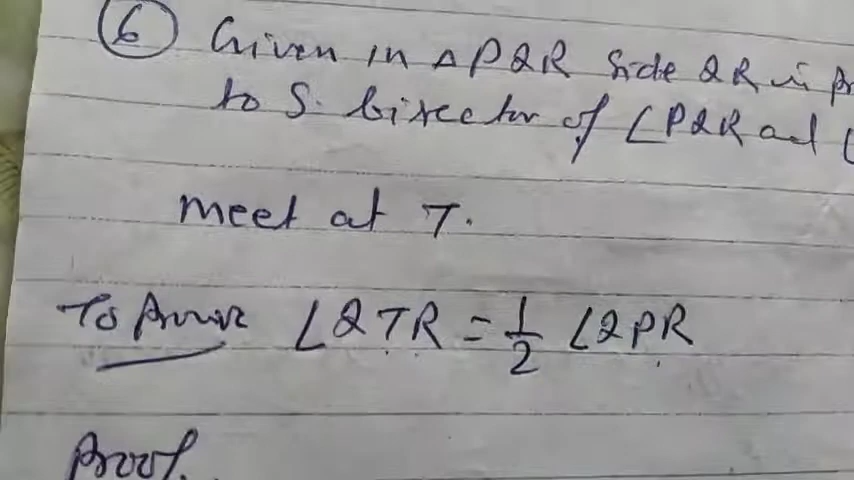 6 Given in △PQR Side QR is
to S. bisector of ∠PQR and
meet at T.
To Prove ∠QTR = 1/2 ∠QPR
Proof.